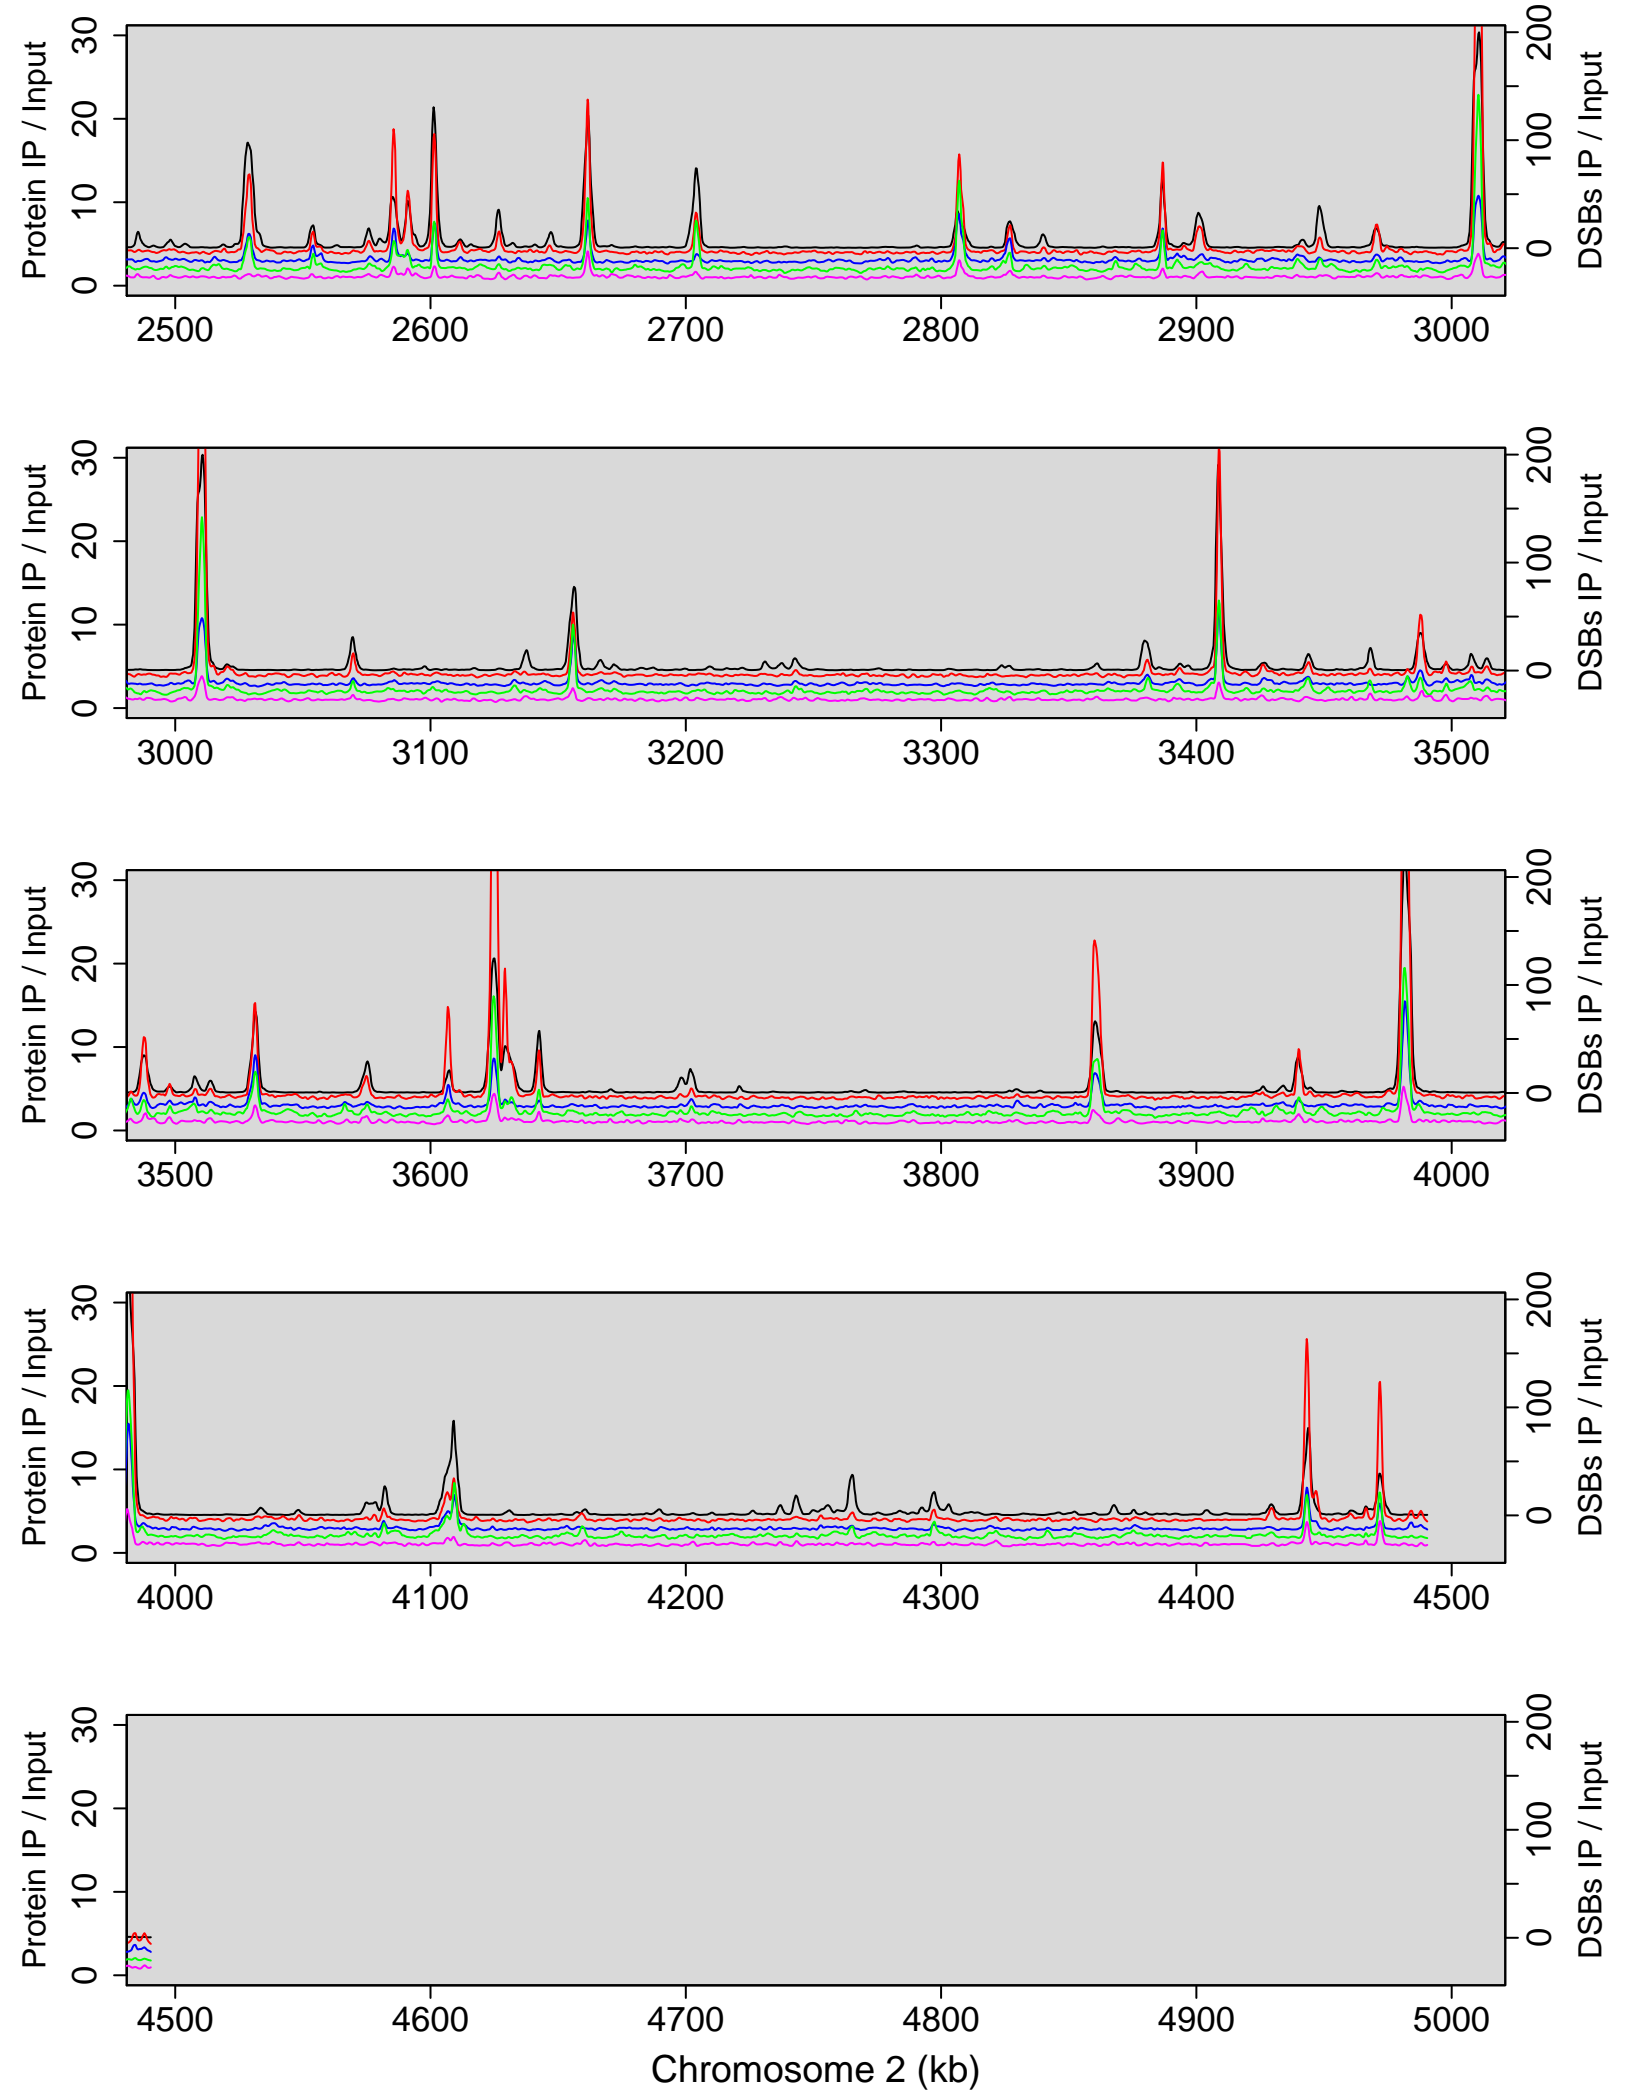 Protein IP / Input
0 10 20 30
DSBs IP / Input
0 100 200
2500 2600 2700 2800 2900 3000
Protein IP / Input
0 10 20 30
DSBs IP / Input
0 100 200
3000 3100 3200 3300 3400 3500
Protein IP / Input
0 10 20 30
DSBs IP / Input
0 100 200
3500 3600 3700 3800 3900 4000
Protein IP / Input
0 10 20 30
DSBs IP / Input
0 100 200
4000 4100 4200 4300 4400 4500
Protein IP / Input
0 10 20 30
DSBs IP / Input
0 100 200
4500 4600 4700 4800 4900 5000
Chromosome 2 (kb)